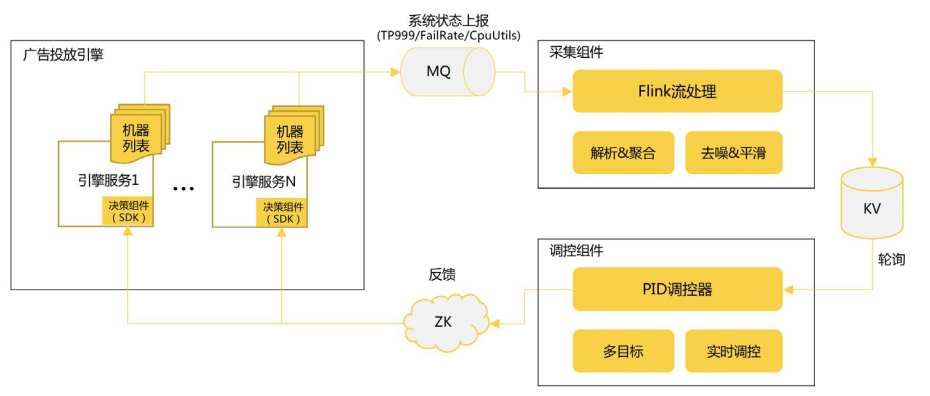 系统状态上报
(TP999/FailRate/CpuUtils)
广告投放引擎
MQ
采集组件
Flink流处理
机器
列表
机器
列表
解析&聚合
去噪&平滑
引擎服务1
...
引擎服务N
决策组件
（SDK）
决策组件
（SDK）
KV
调控组件
轮询
反馈
PID调控器
ZK
多目标
实时调控